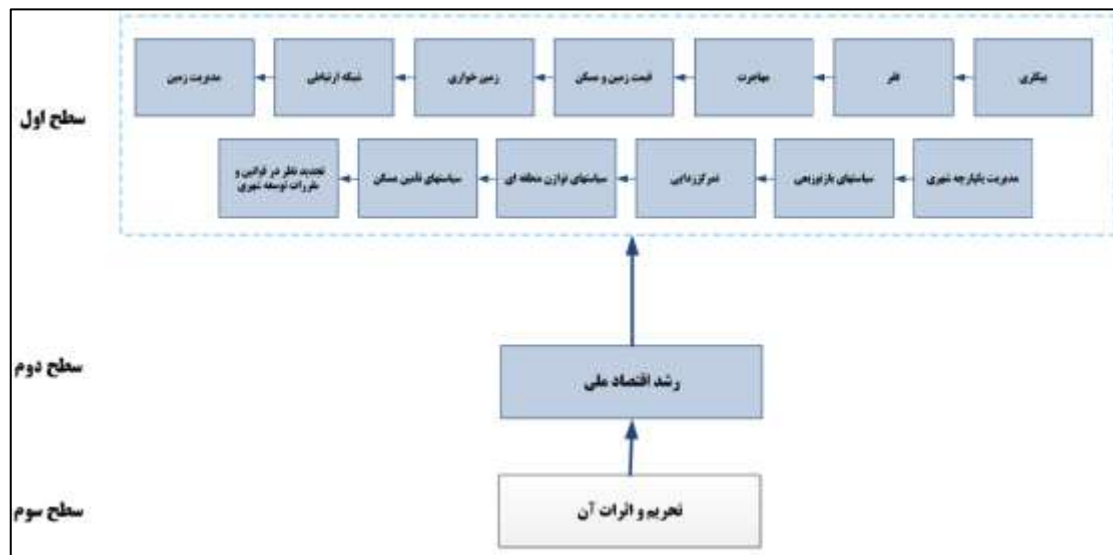 سطح اول
بیکاری
فقر
مهاجرت
قیمت زمین و مسکن
زمین خواری
شبکه ارتباطی
مدیریت زمین
مدیریت یکپارچه شهری
سیاستهای بازتوزیعی
تمرکززدایی
سیاستهای توازن منطقه ای
سیاستهای تأمین مسکن
تجدید نظر در قوانین و
مقررات توسعه شهری
سطح دوم
رشد اقتصاد ملی
سطح سوم
تحریم و اثرات آن